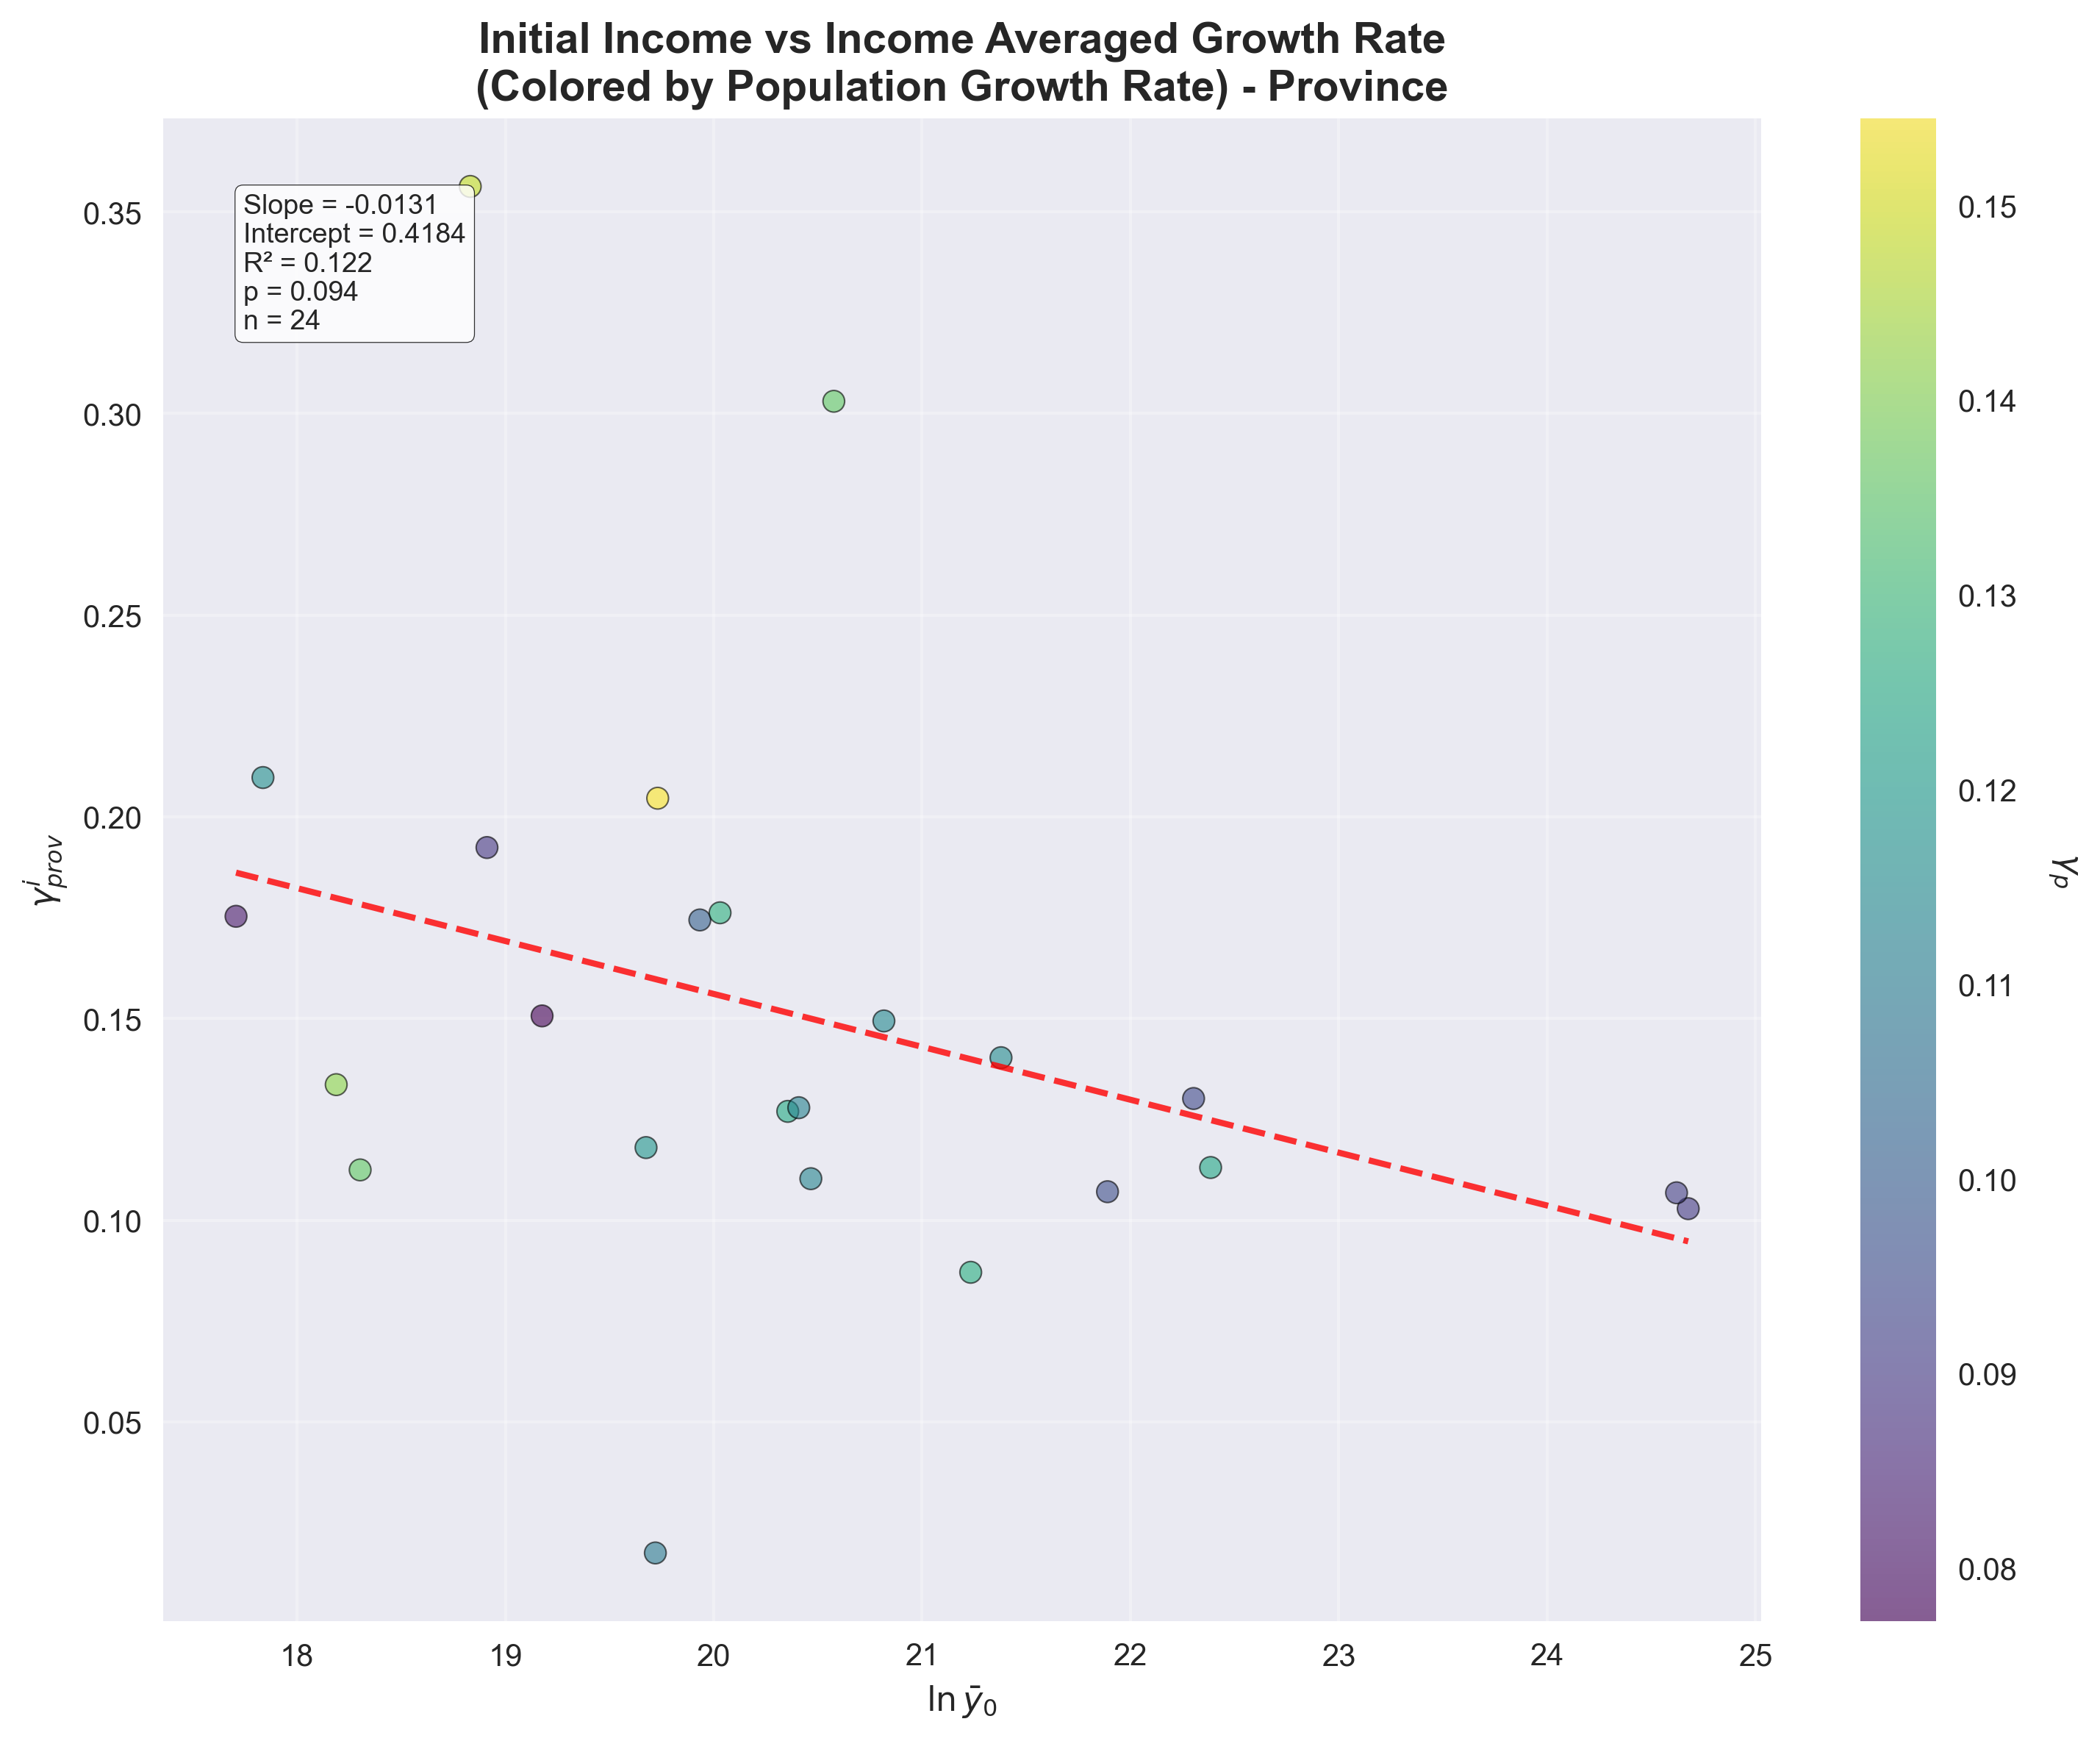 Initial Income vs Income Averaged Growth Rate
(Colored by Population Growth Rate) - Province
Slope = -0.0131
Intercept = 0.4184
R² = 0.122
p = 0.094
n = 24
0.35
0.30
0.25
0.20
0.15
0.10
0.05
γ^i_{prov}
18 19 20 21 22 23 24 25
ln ȳ₀
0.15
0.14
0.13
0.12
0.11
0.10
0.09
0.08
γ_p